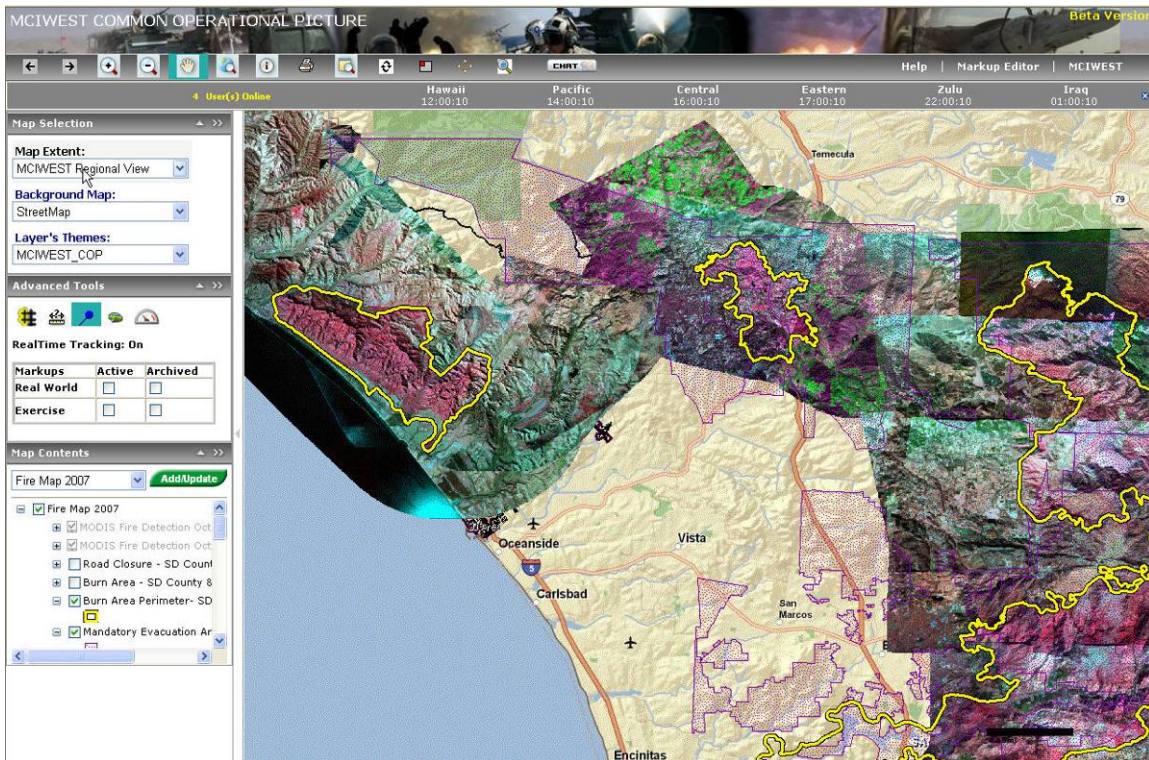 MCIWEST COMMON OPERATIONAL PICTURE
Beta Version
CHAT
Help | Markup Editor | MCIWEST
4 User(s) Online
Hawaii
12:00:10
Pacific
14:00:10
Central
16:00:10
Eastern
17:00:10
Zulu
22:00:10
Iraq
01:00:10
Map Selection
Map Extent:
MCIWEST Regional View
Background Map:
StreetMap
Layer's Themes:
MCIWEST_COP
Advanced Tools
RealTime Tracking: On
Markups Active Archived
Real World
Exercise
Map Contents
Fire Map 2007
Add/Update
Fire Map 2007
MODIS Fire Detection Oct
MODIS Fire Detection Oct
Road Closure - SD Count
Burn Area - SD County &
Burn Area Perimeter- SD
Mandatory Evacuation Ar
Temecula
79
Oceanside
Vista
5
Carlsbad
San
Marcos
Encinitas